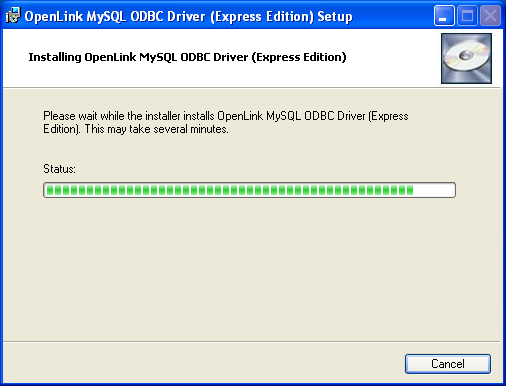 OpenLink MySQL ODBC Driver (Express Edition) Setup
Installing OpenLink MySQL ODBC Driver (Express Edition)
Please wait while the installer installs OpenLink MySQL ODBC Driver (Express
Edition). This may take several minutes.
Status:
Cancel